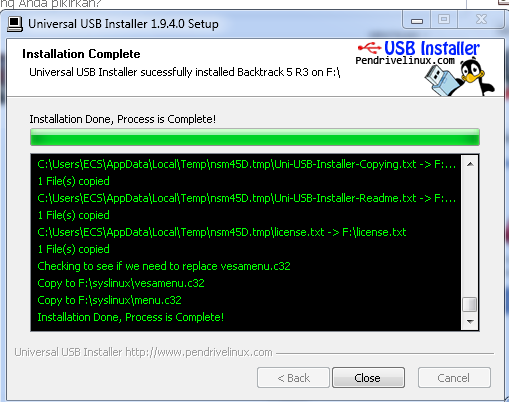 ng Anda pikirkan?
Universal USB Installer 1.9.4.0 Setup
Installation Complete
Universal USB Installer sucessfully installed Backtrack 5 R3 on F:\
USB Installer
Pendrivelinux.com
Installation Done, Process is Complete!
C:\Users\ECS\AppData\Local\Temp\nsm45D.tmp\Uni-USB-Installer-Copying.txt -> F:...
1 File(s) copied
C:\Users\ECS\AppData\Local\Temp\nsm45D.tmp\Uni-USB-Installer-Readme.txt -> F:...
1 File(s) copied
C:\Users\ECS\AppData\Local\Temp\nsm45D.tmp\license.txt -> F:\license.txt
1 File(s) copied
Checking to see if we need to replace vesamenu.c32
Copy to F:\syslinux\vesamenu.c32
Copy to F:\syslinux\menu.c32
Installation Done, Process is Complete!
Universal USB Installer http://www.pendrivelinux.com
< Back Close Cancel